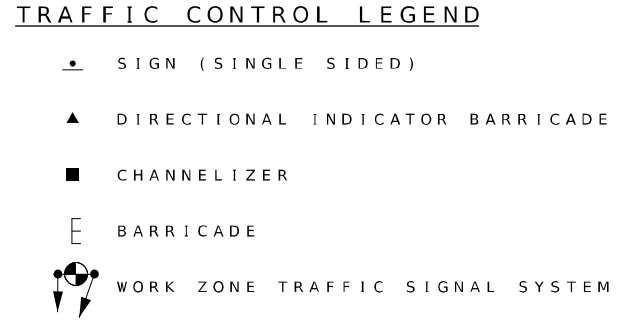 TRAFFIC CONTROL LEGEND
SIGN (SINGLE SIDED)
DIRECTIONAL INDICATOR BARRICADE
CHANNELIZER
BARRICADE
WORK ZONE TRAFFIC SIGNAL SYSTEM